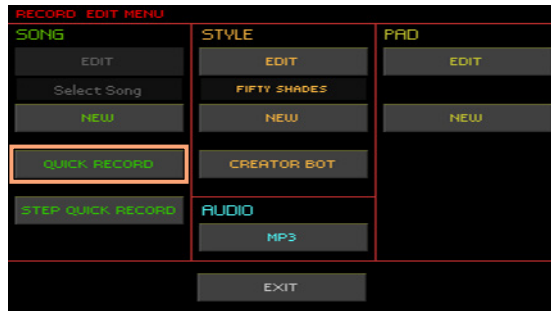 RECORD EDIT MENU
SONG
EDIT
Select Song
NEW
QUICK RECORD
STEP QUICK RECORD
STYLE
EDIT
FIFTY SHADES
NEW
CREATOR BOT
AUDIO
MP3
PAD
EDIT
NEW
EXIT